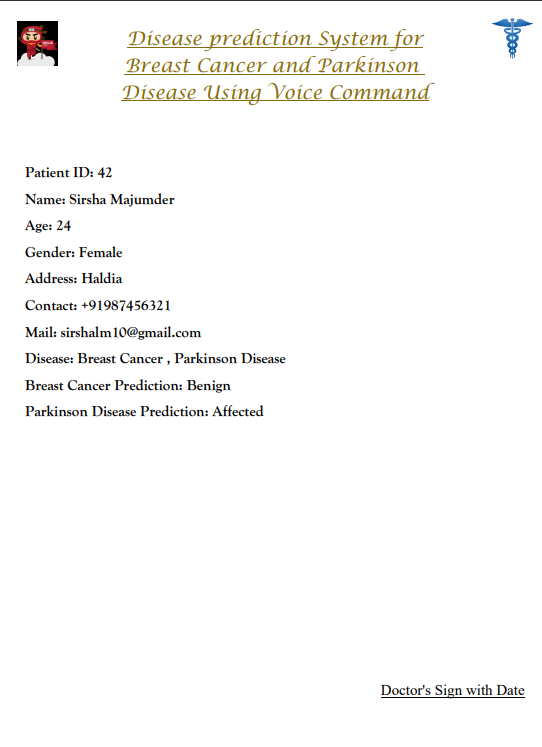 Disease prediction System for
Breast Cancer and Parkinson
Disease Using Voice Command
Patient ID: 42
Name: Sirsha Majumder
Age: 24
Gender: Female
Address: Haldia
Contact: +91987456321
Mail: sirshalm10@gmail.com
Disease: Breast Cancer , Parkinson Disease
Breast Cancer Prediction: Benign
Parkinson Disease Prediction: Affected
Doctor's Sign with Date